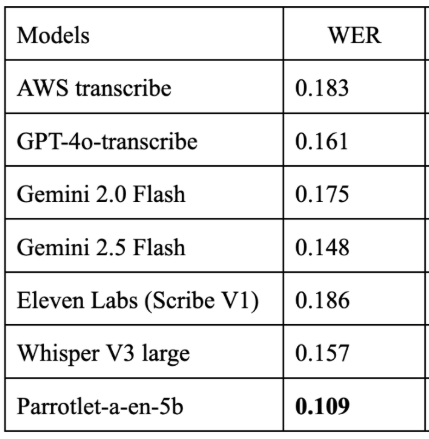 Models WER
AWS transcribe 0.183
GPT-4o-transcribe 0.161
Gemini 2.0 Flash 0.175
Gemini 2.5 Flash 0.148
Eleven Labs (Scribe V1) 0.186
Whisper V3 large 0.157
Parrotlet-a-en-5b 0.109